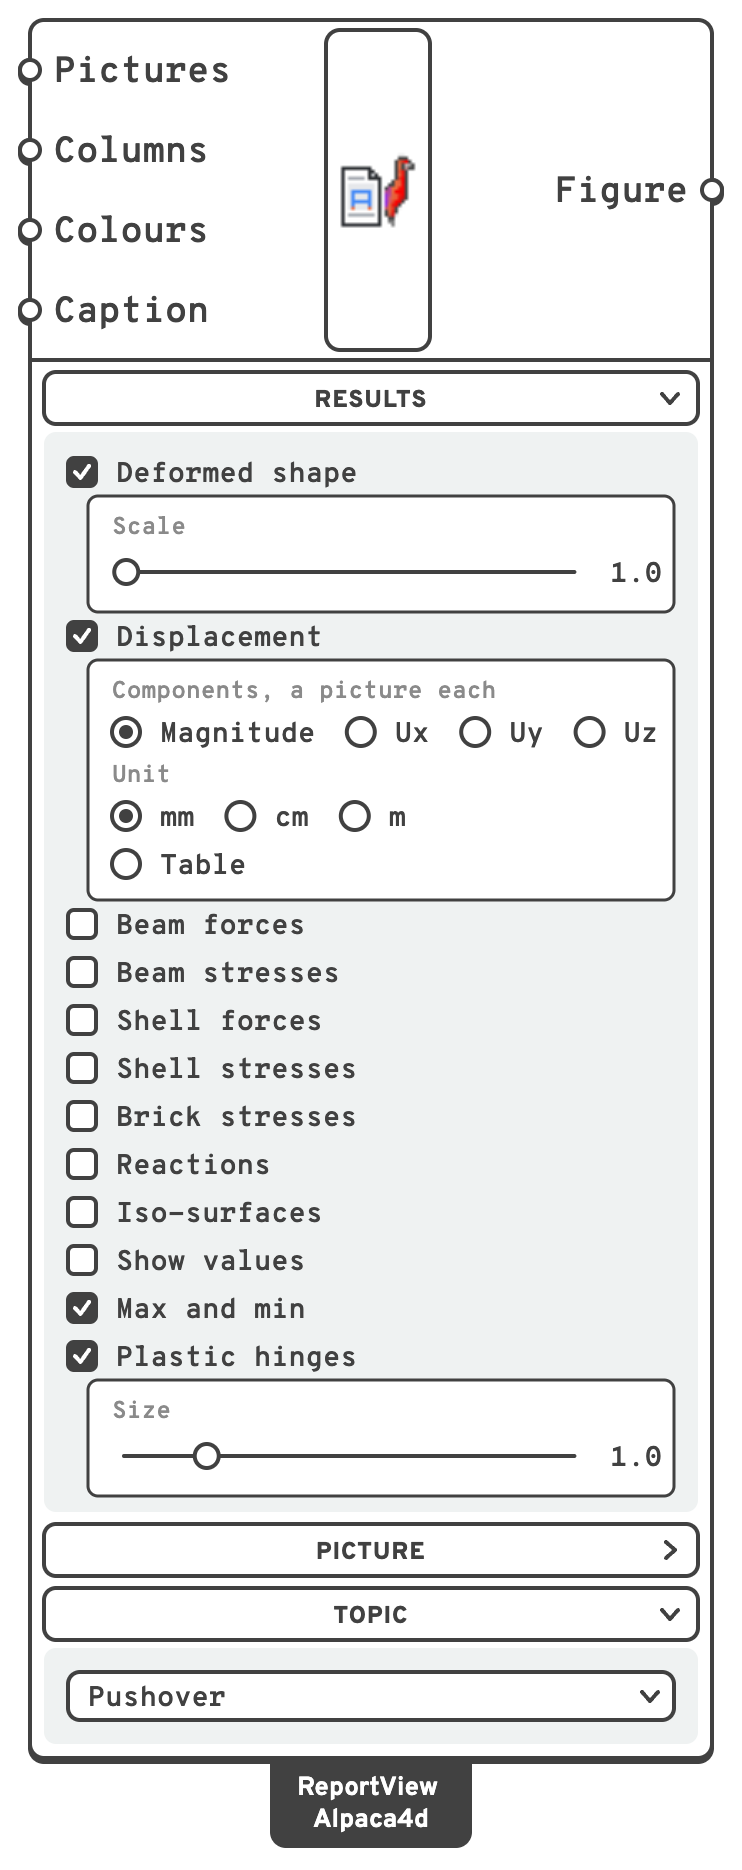 Pictures
Columns
Colours
Caption
Figure
RESULTS
Deformed shape
Scale
1.0
Displacement
Components, a picture each
Magnitude Ux Uy Uz
Unit
mm cm m
Table
Beam forces
Beam stresses
Shell forces
Shell stresses
Brick stresses
Reactions
Iso-surfaces
Show values
Max and min
Plastic hinges
Size
1.0
PICTURE
TOPIC
Pushover
ReportView
Alpaca4d